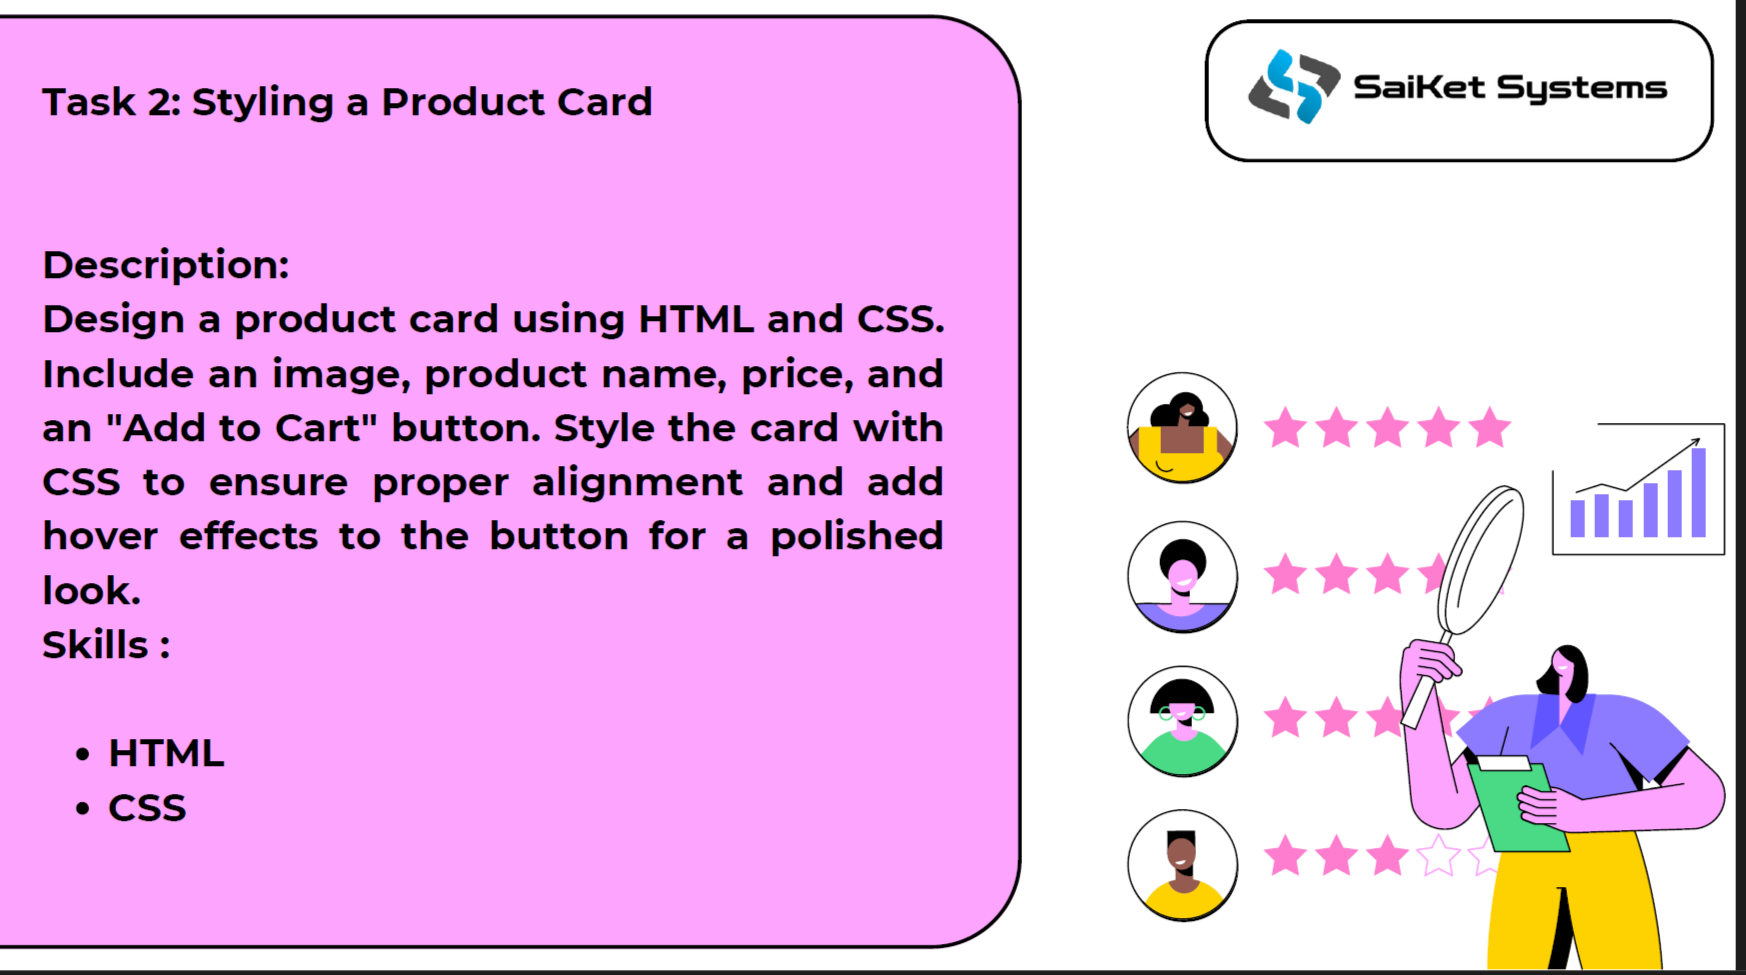 Task 2: Styling a Product Card
SaiKet Systems
Description:
Design a product card using HTML and CSS.
Include an image, product name, price, and
an "Add to Cart" button. Style the card with
CSS to ensure proper alignment and add
hover effects to the button for a polished
look.
Skills :
• HTML
• CSS